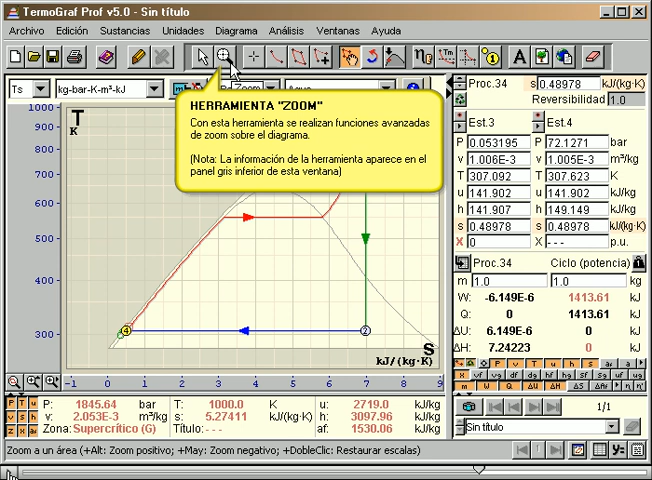 TermoGraf Prof v5.0 - Sin título
Archivo Edición Sustancias Unidades Diagrama Análisis Ventanas Ayuda
Ts kg-bar-K-m³-kJ Zoom Agua
HERRAMIENTA "ZOOM"
Con esta herramienta se realizan funciones avanzadas
de zoom sobre el diagrama.
(Nota: La información de la herramienta aparece en el
panel gris inferior de esta ventana)
T
K
1000
900
800
700
600
500
400
300
4
2
S
kJ/(kg·K)
-1 0 1 2 3 4 5 6 7 8 9
Proc.34 s 0.48978 kJ/(kg·K)
Reversibilidad 1.0
Est.3 Est.4
P 0.053195 P 72.1271 bar
v 1.006E-3 v 1.005E-3 m³/kg
T 307.092 T 307.623 K
u 141.902 u 141.902 kJ/kg
h 141.907 h 149.149 kJ/kg
s 0.48978 s 0.48978 kJ/(kg·K)
X 0 X --- p.u.
Proc.34 Ciclo (potencia)
m 1.0 1.0 kg
W: -6.149E-6 1413.61 kJ
Q: 0 1413.61 kJ
ΔU: 6.149E-6 0 kJ
ΔH: 7.24223 0 kJ
P v T u h s
1/1
Sin título
P T u
v s h
P: 1845.64 bar T: 1000.0 K u: 2719.0 kJ/kg
v: 2.053E-3 m³/kg s: 5.27411 kJ/(kg·K) h: 3097.96 kJ/kg
Zona: Supercrítico (G) Título: --- af: 1530.06 kJ/kg
Zoom a un área (+Alt: Zoom positivo; +May: Zoom negativo; +DobleClic: Restaurar escalas)